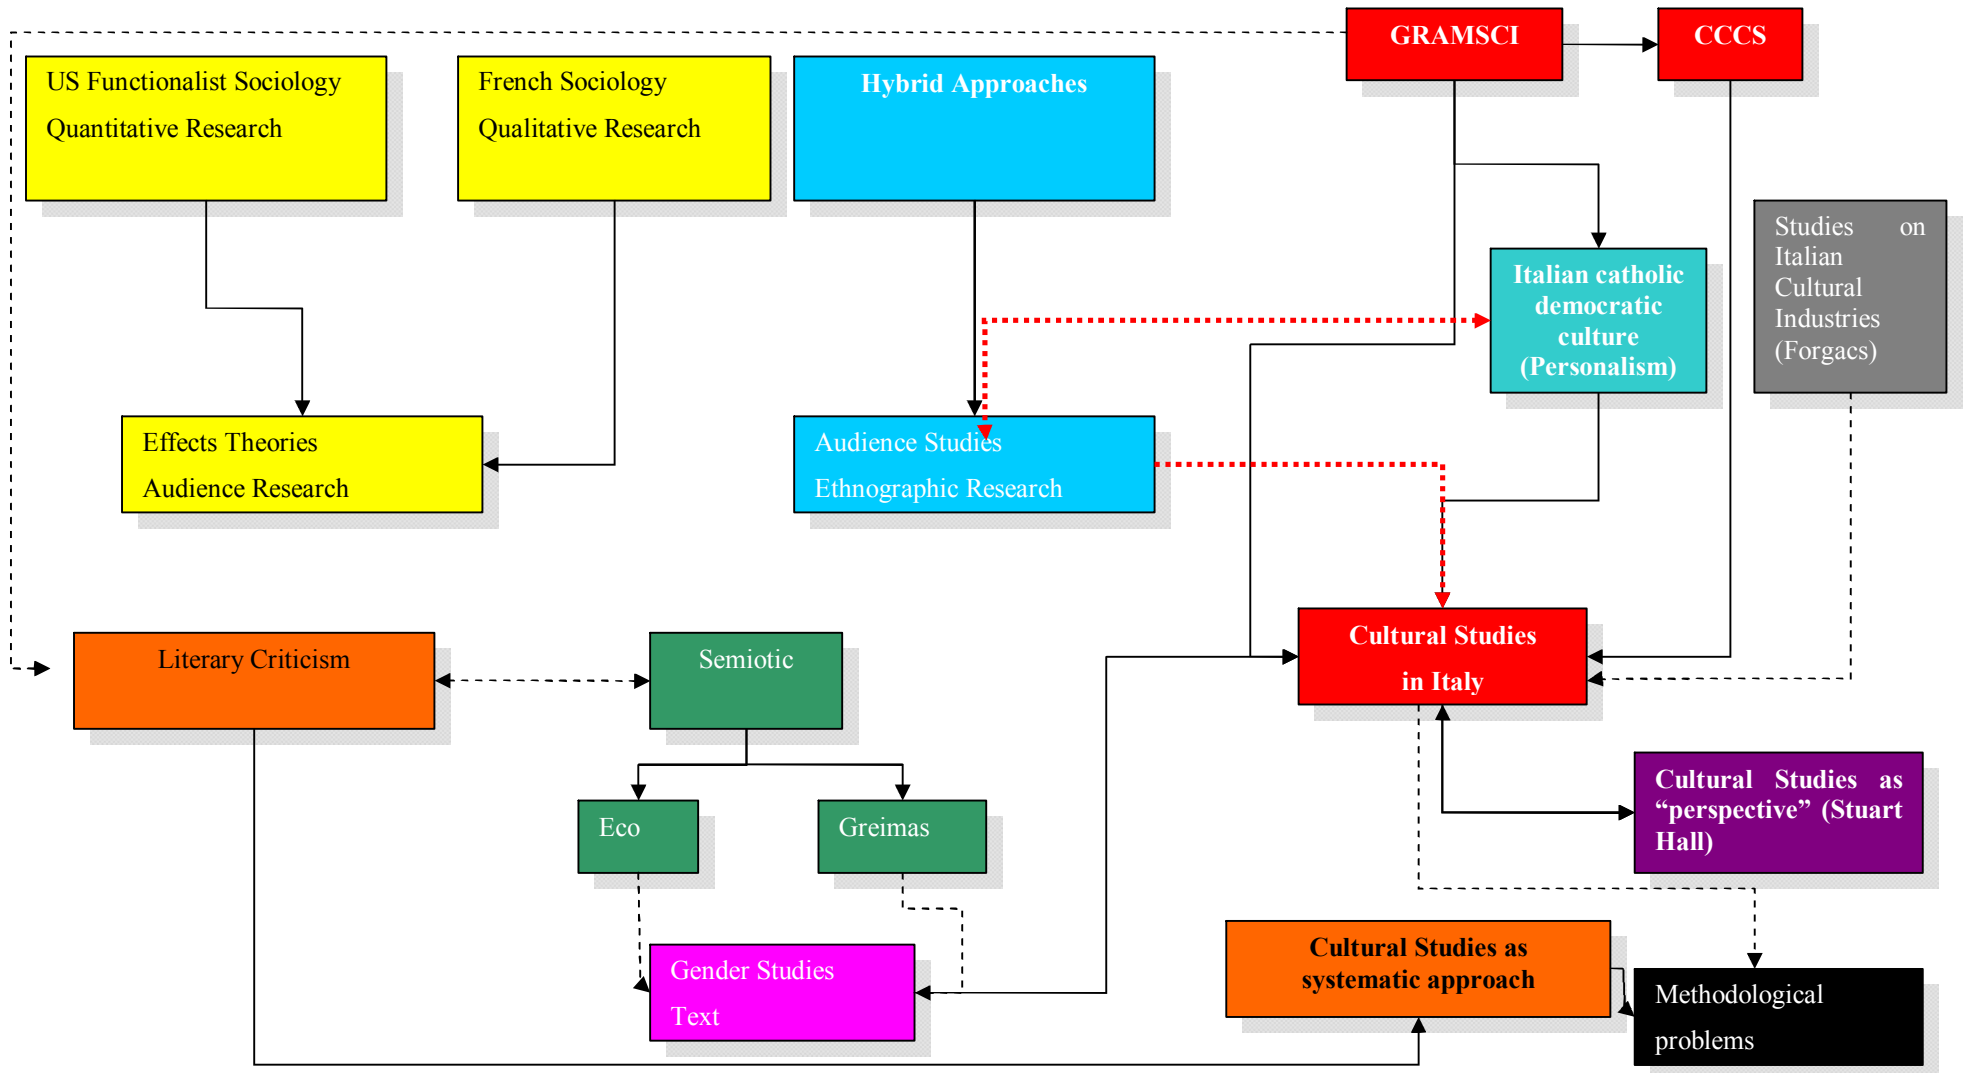 GRAMSCI
CCCS
US Functionalist Sociology
Quantitative Research
French Sociology
Qualitative Research
Hybrid Approaches
Studies on
Italian
Cultural
Industries
(Forgacs)
Italian catholic
democratic
culture
(Personalism)
Effects Theories
Audience Research
Audience Studies
Ethnographic Research
Literary Criticism
Semiotic
Cultural Studies
in Italy
Eco
Greimas
Cultural Studies as
“perspective” (Stuart
Hall)
Gender Studies
Text
Cultural Studies as
systematic approach
Methodological
problems